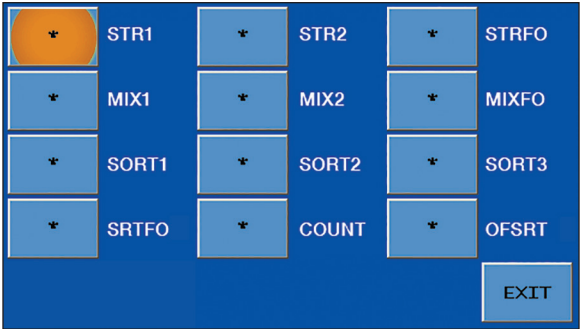 * STR1 * STR2 * STRFO
* MIX1 * MIX2 * MIXFO
* SORT1 * SORT2 * SORT3
* SRTFO * COUNT * OFSRT
EXIT